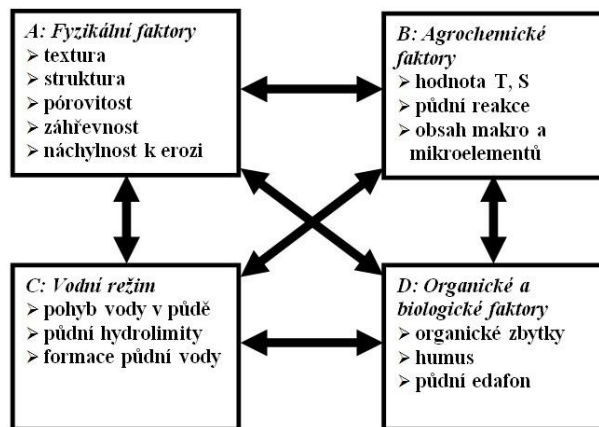 A: Fyzikální faktory
➢ textura
➢ struktura
➢ pórovitost
➢ záhřevnost
➢ náchylnost k erozi
B: Agrochemické
faktory
➢ hodnota T, S
➢ půdní reakce
➢ obsah makro a
mikroelementů
C: Vodní režim
➢ pohyb vody v půdě
➢ půdní hydrolimity
➢ formace půdní vody
D: Organické a
biologické faktory
➢ organické zbytky
➢ humus
➢ půdní edafon